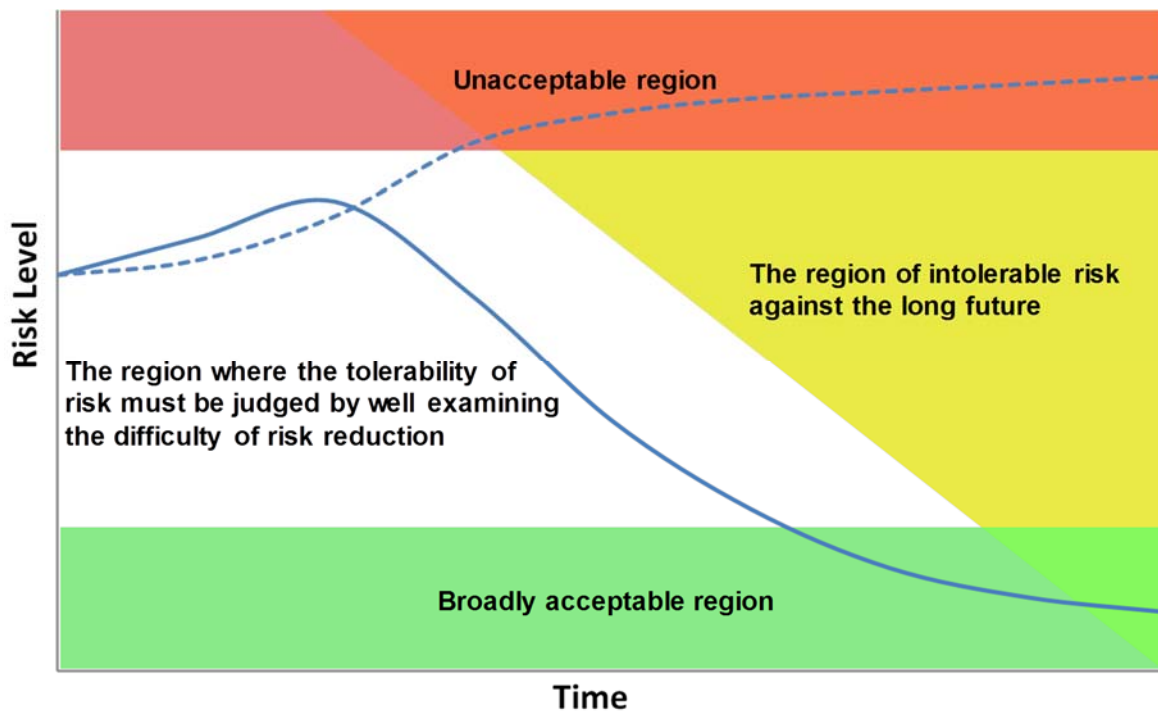 Unacceptable region
The region of intolerable risk
against the long future
Risk Level
The region where the tolerability of
risk must be judged by well examining
the difficulty of risk reduction
Broadly acceptable region
Time